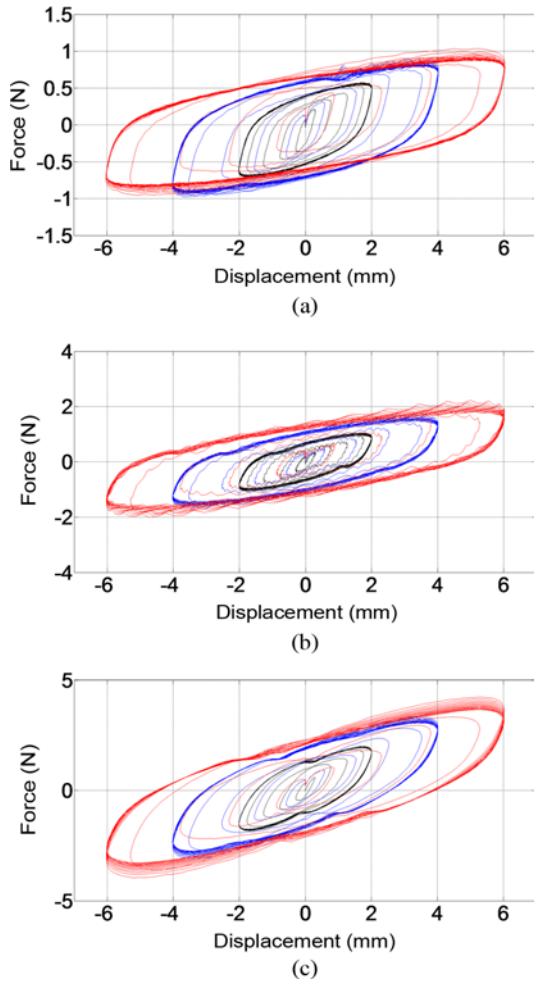 1.5
1
0.5
0
-0.5
-1
-1.5
Force (N)
-6 -4 -2 0 2 4 6
Displacement (mm)
(a)
4
2
0
-2
-4
Force (N)
-6 -4 -2 0 2 4 6
Displacement (mm)
(b)
5
0
-5
Force (N)
-6 -4 -2 0 2 4 6
Displacement (mm)
(c)